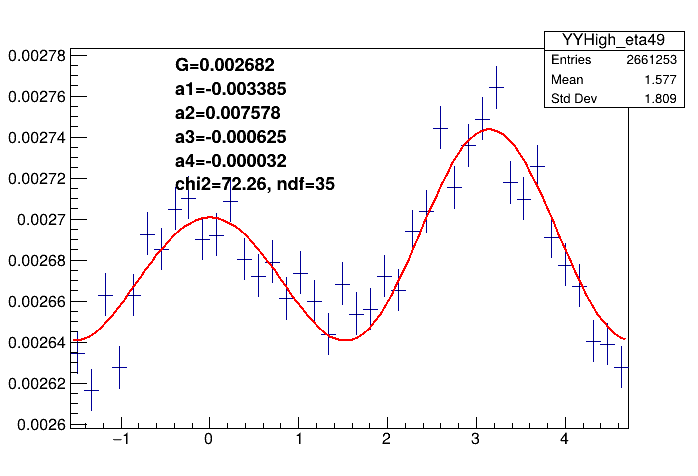 YYHigh_eta49
Entries 2661253
Mean 1.577
Std Dev 1.809
G=0.002682
a1=-0.003385
a2=0.007578
a3=-0.000625
a4=-0.000032
chi2=72.26, ndf=35
0.00278
0.00276
0.00274
0.00272
0.0027
0.00268
0.00266
0.00264
0.00262
0.0026
−1 0 1 2 3 4